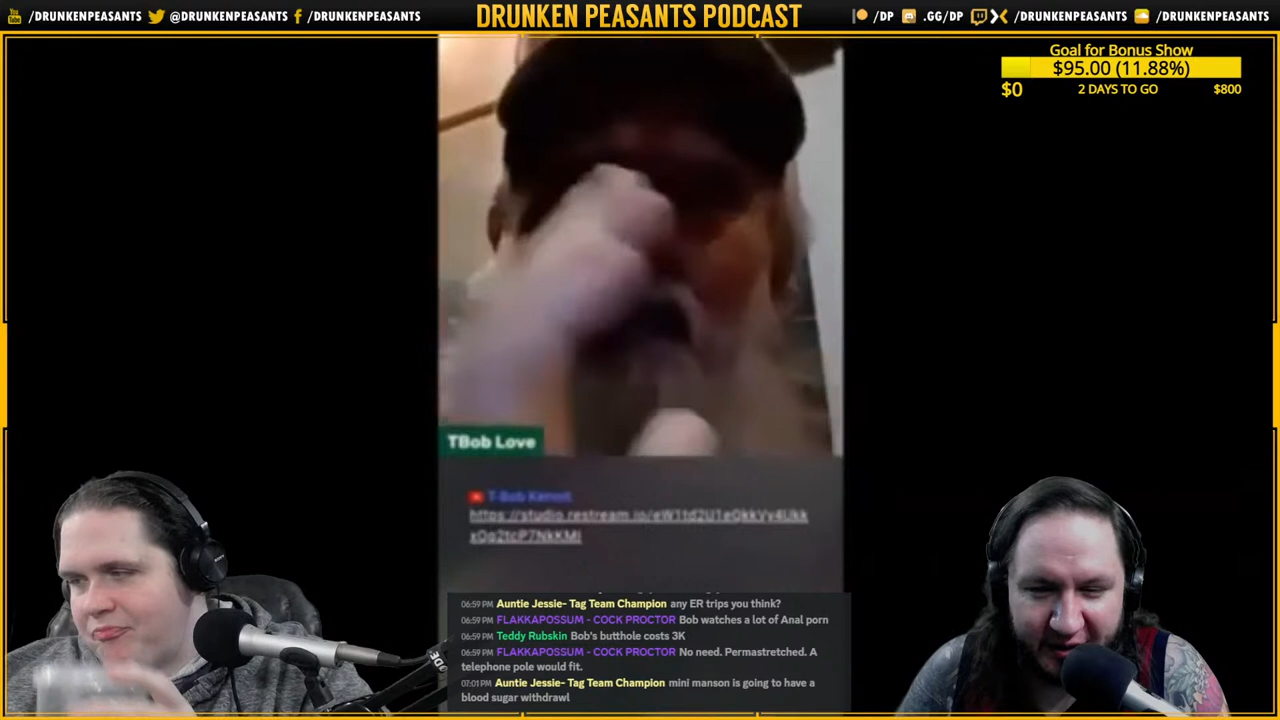 /DRUNKENPEASANTS @DRUNKENPEASANTS /DRUNKENPEASANTS DRUNKEN PEASANTS PODCAST /DP .GG/DP /DRUNKENPEASANTS /DRUNKENPEASANTS
Goal for Bonus Show
$95.00 (11.88%)
$0 2 DAYS TO GO $800
TBob Love
T-Bob Kenoit
06:59 PM Auntie Jessie- Tag Team Champion any ER trips you think?
06:59 PM FLAKKAPOSSUM - COCK PROCTOR Bob watches a lot of Anal porn
06:59 PM Teddy Rubskin Bob's butthole costs 3K
06:59 PM FLAKKAPOSSUM - COCK PROCTOR No need. Permastretched. A
telephone pole would fit.
07:01 PM Auntie Jessie- Tag Team Champion mini manson is going to have a
blood sugar withdrawl